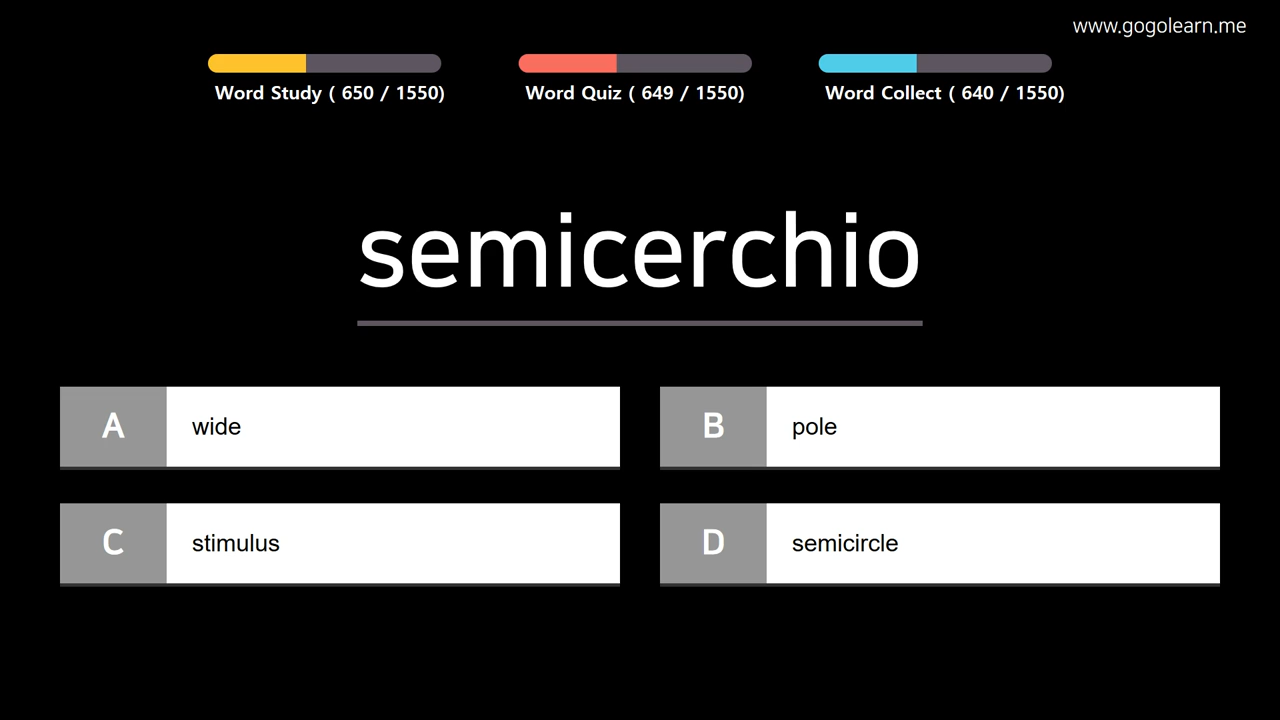 www.gogolearn.me
Word Study ( 650 / 1550)
Word Quiz ( 649 / 1550)
Word Collect ( 640 / 1550)
semicerchio
A wide
B pole
C stimulus
D semicircle